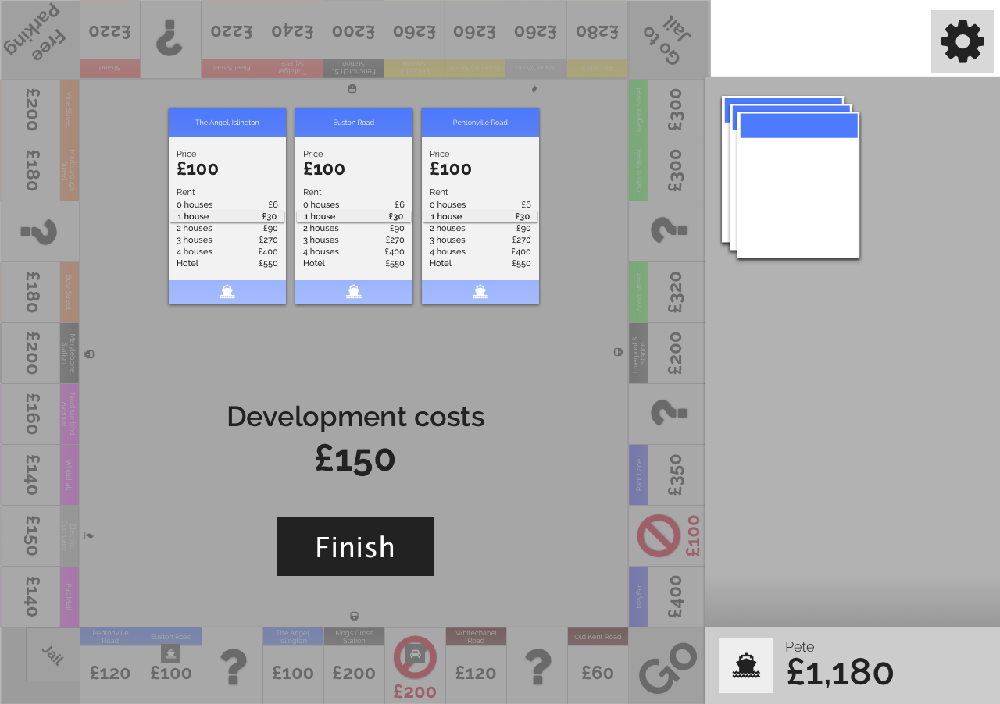 Free
Parking
£220
?
£220
£240
£200
£260
£260
£260
£280
Go to
Jail
Strand
Fleet Street
Trafalgar
Square
Fenchurch St
Station
Leicester
Square
Coventry Street
Water Works
Piccadilly
£200
Vine Street
£180
Marlborough
Street
?
£180
Bow Street
£200
Marylebone
Station
£160
Northumbrnd
Avenue
£140
Whitehall
£150
Electric
Company
£140
Pall Mall
The Angel, Islington
Price
£100
Rent
0 houses £6
1 house £30
2 houses £90
3 houses £270
4 houses £400
Hotel £550
Euston Road
Price
£100
Rent
0 houses £6
1 house £30
2 houses £90
3 houses £270
4 houses £400
Hotel £550
Pentonville Road
Price
£100
Rent
0 houses £6
1 house £30
2 houses £90
3 houses £270
4 houses £400
Hotel £550
Development costs
£150
Finish
Regent Street
£300
Oxford Street
£300
?
Bond Street
£320
Liverpool St.
Station
£200
?
Park Lane
£350
£100
Mayfair
£400
Jail
Pentonville
Road
£120
Euston Road
£100
?
The Angel,
Islington
£100
Kings Cross
Station
£200
£200
Whitechapel
Road
£120
?
Old Kent Road
£60
GO
Pete
£1,180